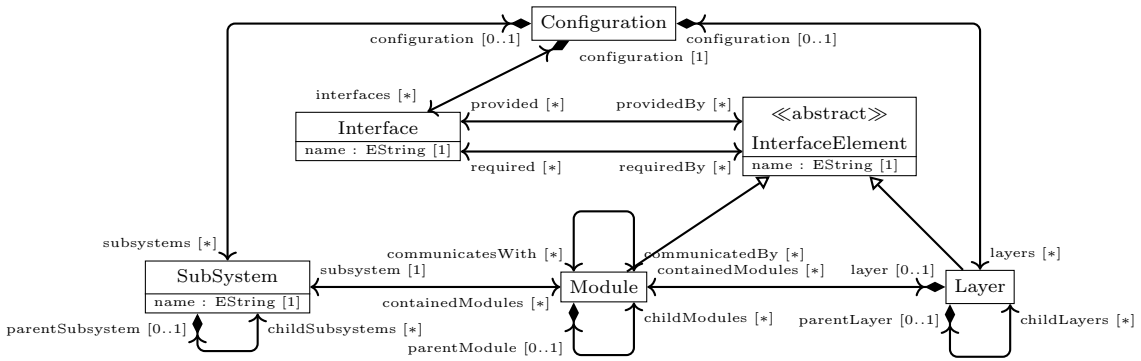 Configuration
configuration [0..1]
configuration [0..1]
configuration [1]
interfaces [∗]
provided [∗]
providedBy [∗]
≪abstract≫
Interface
InterfaceElement
name : EString [1]
required [∗]
requiredBy [∗]
name : EString [1]
subsystems [∗]
communicatesWith [∗]
communicatedBy [∗]
layers [∗]
SubSystem
subsystem [1]
containedModules [∗]
layer [0..1]
Module
Layer
name : EString [1]
containedModules [∗]
parentSubsystem [0..1]
childSubsystems [∗]
childModules [∗]
parentLayer [0..1]
childLayers [∗]
parentModule [0..1]